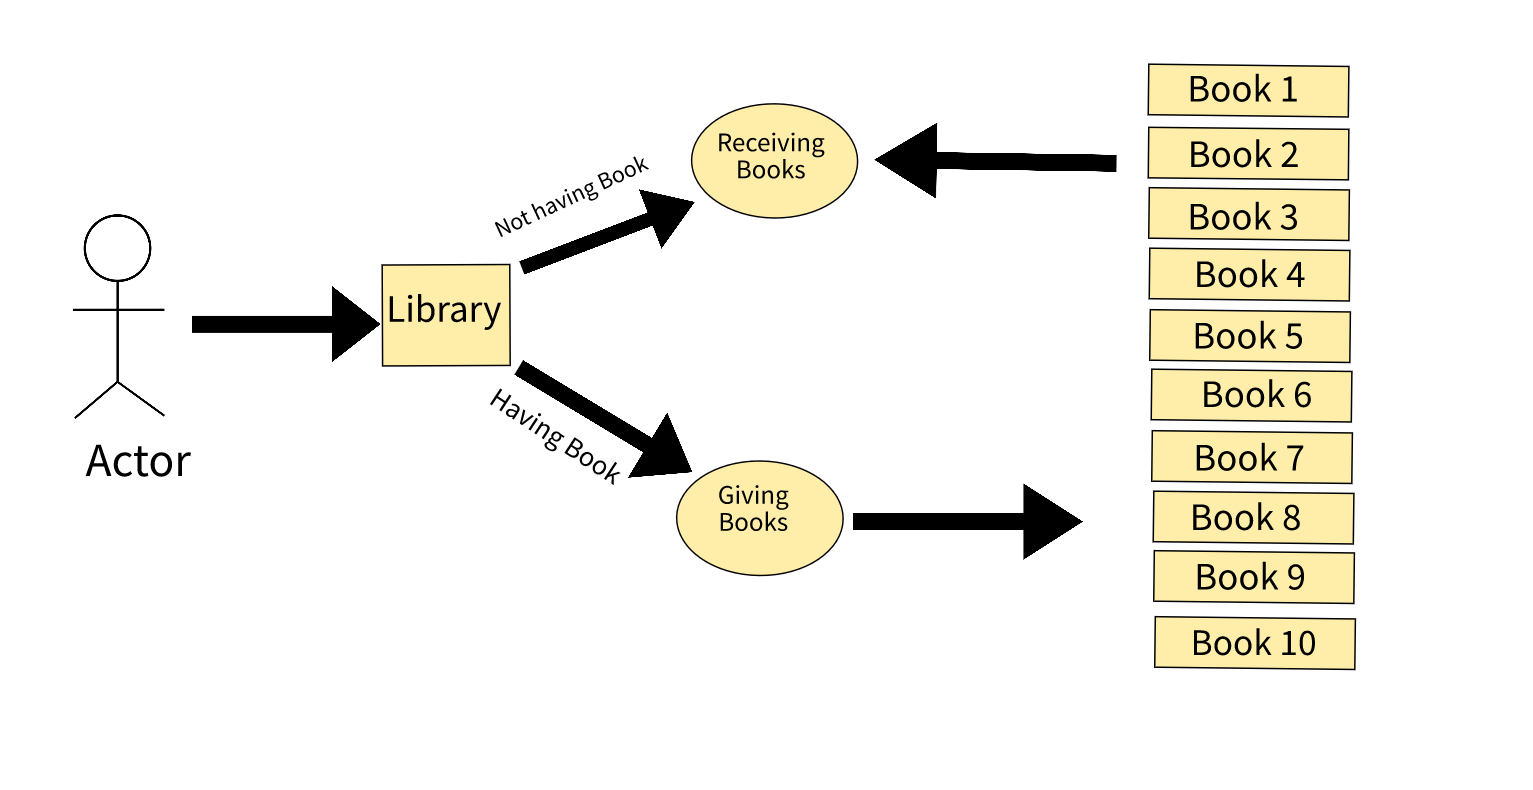 Actor
Library
Not having Book
Having Book
Receiving
Books
Giving
Books
Book 1
Book 2
Book 3
Book 4
Book 5
Book 6
Book 7
Book 8
Book 9
Book 10